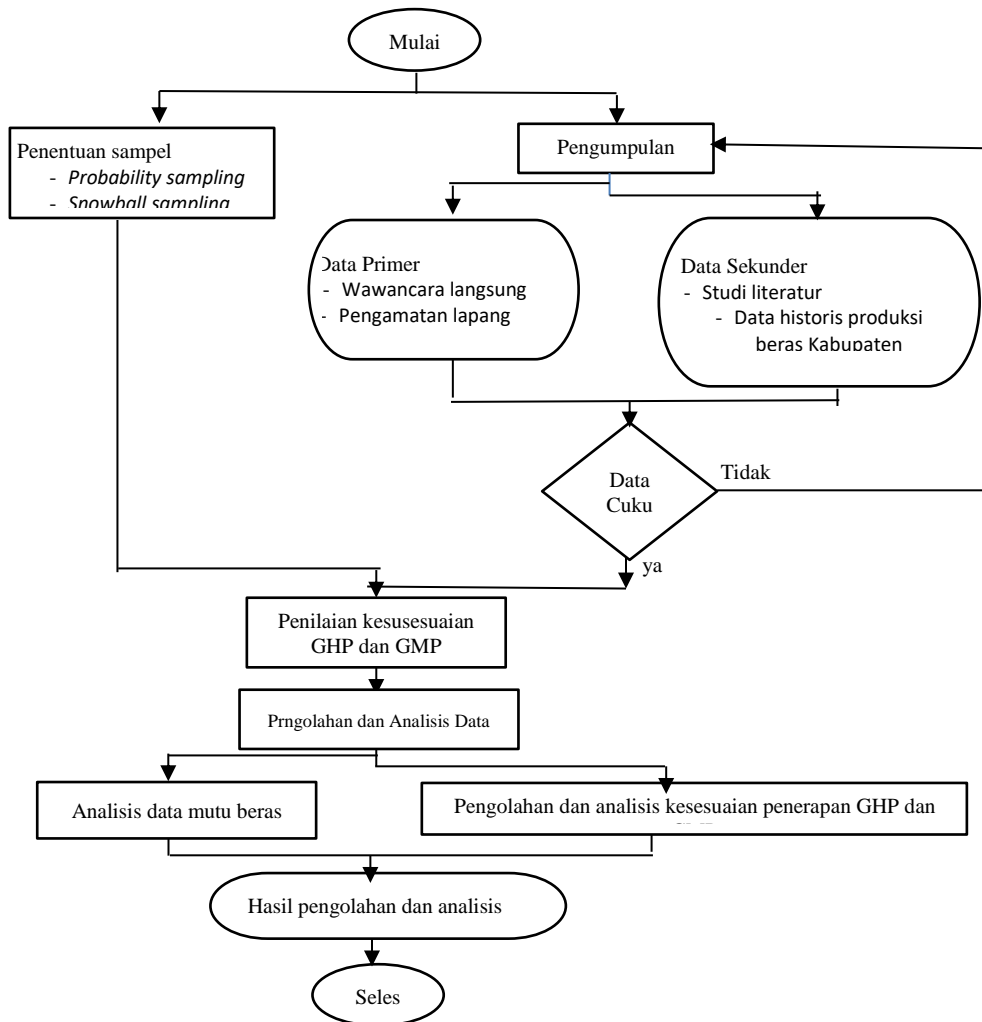 Mulai
Penentuan sampel
- Probability sampling
- Snowball sampling
Pengumpulan
Data Primer
- Wawancara langsung
- Pengamatan lapang
Data Sekunder
- Studi literatur
- Data historis produksi
beras Kabupaten
Data
Cuku
Tidak
ya
Penilaian kesusesuaian
GHP dan GMP
Prngolahan dan Analisis Data
Analisis data mutu beras
Pengolahan dan analisis kesesuaian penerapan GHP dan
Hasil pengolahan dan analisis
Seles